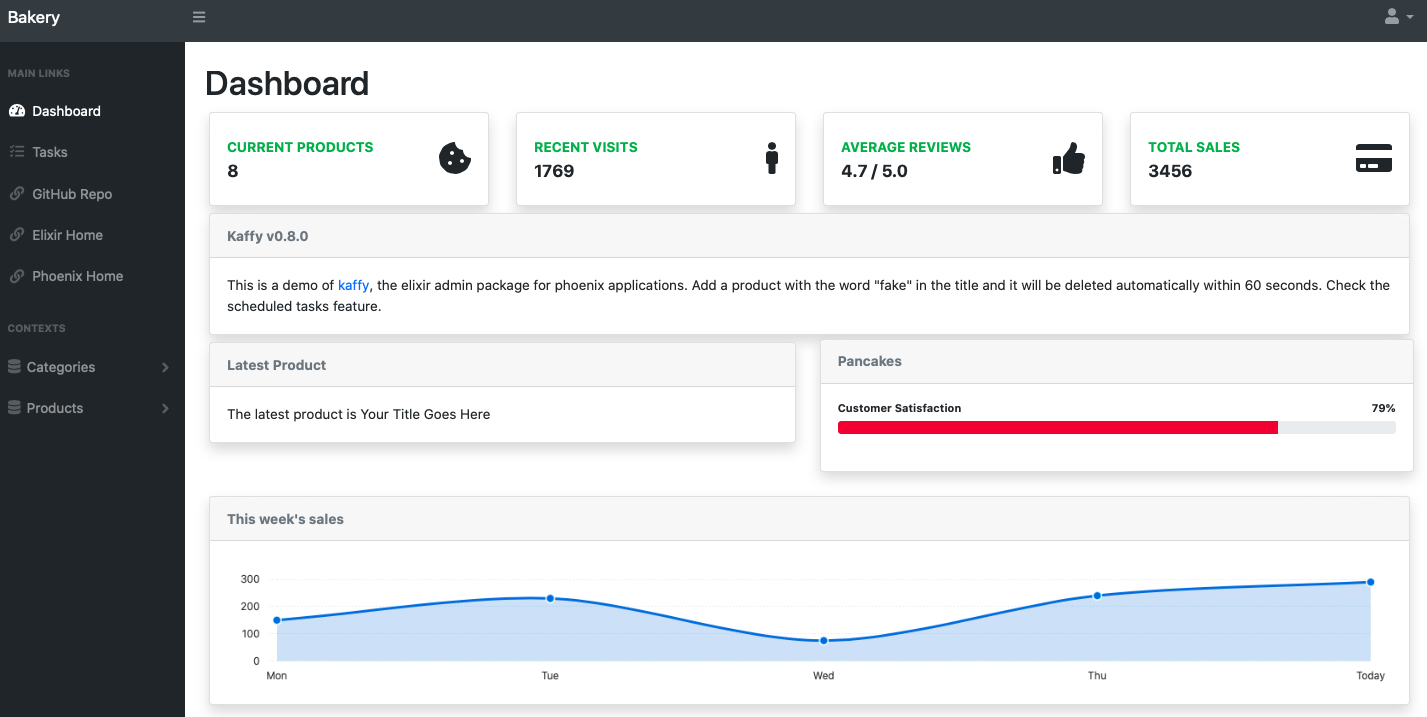 Bakery
MAIN LINKS
Dashboard
Tasks
GitHub Repo
Elixir Home
Phoenix Home
CONTEXTS
Categories
Products
Dashboard
CURRENT PRODUCTS
8
RECENT VISITS
1769
AVERAGE REVIEWS
4.7 / 5.0
TOTAL SALES
3456
Kaffy v0.8.0
This is a demo of kaffy, the elixir admin package for phoenix applications. Add a product with the word "fake" in the title and it will be deleted automatically within 60 seconds. Check the
scheduled tasks feature.
Latest Product
The latest product is Your Title Goes Here
Pancakes
Customer Satisfaction 79%
This week's sales
300
200
100
0
Mon Tue Wed Thu Today